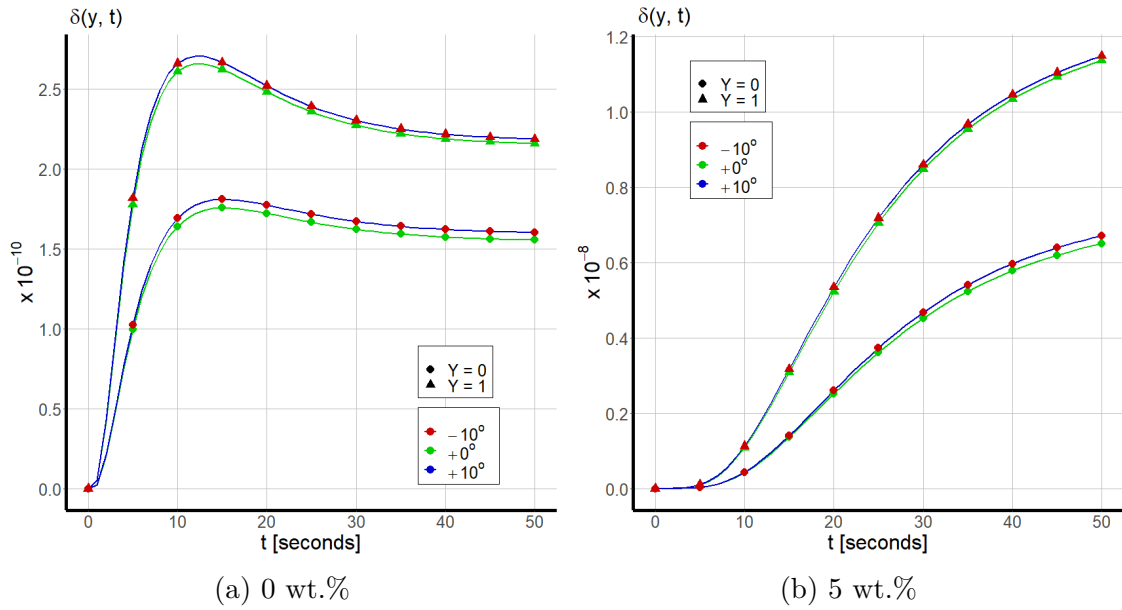 δ(y, t)
x 10⁻¹⁰
2.5
2.0
1.5
1.0
0.5
0.0
Y = 0
Y = 1
−10°
+0°
+10°
0 10 20 30 40 50
t [seconds]
(a) 0 wt.%
δ(y, t)
x 10⁻⁸
1.2
1.0
0.8
0.6
0.4
0.2
0.0
Y = 0
Y = 1
−10°
+0°
+10°
0 10 20 30 40 50
t [seconds]
(b) 5 wt.%